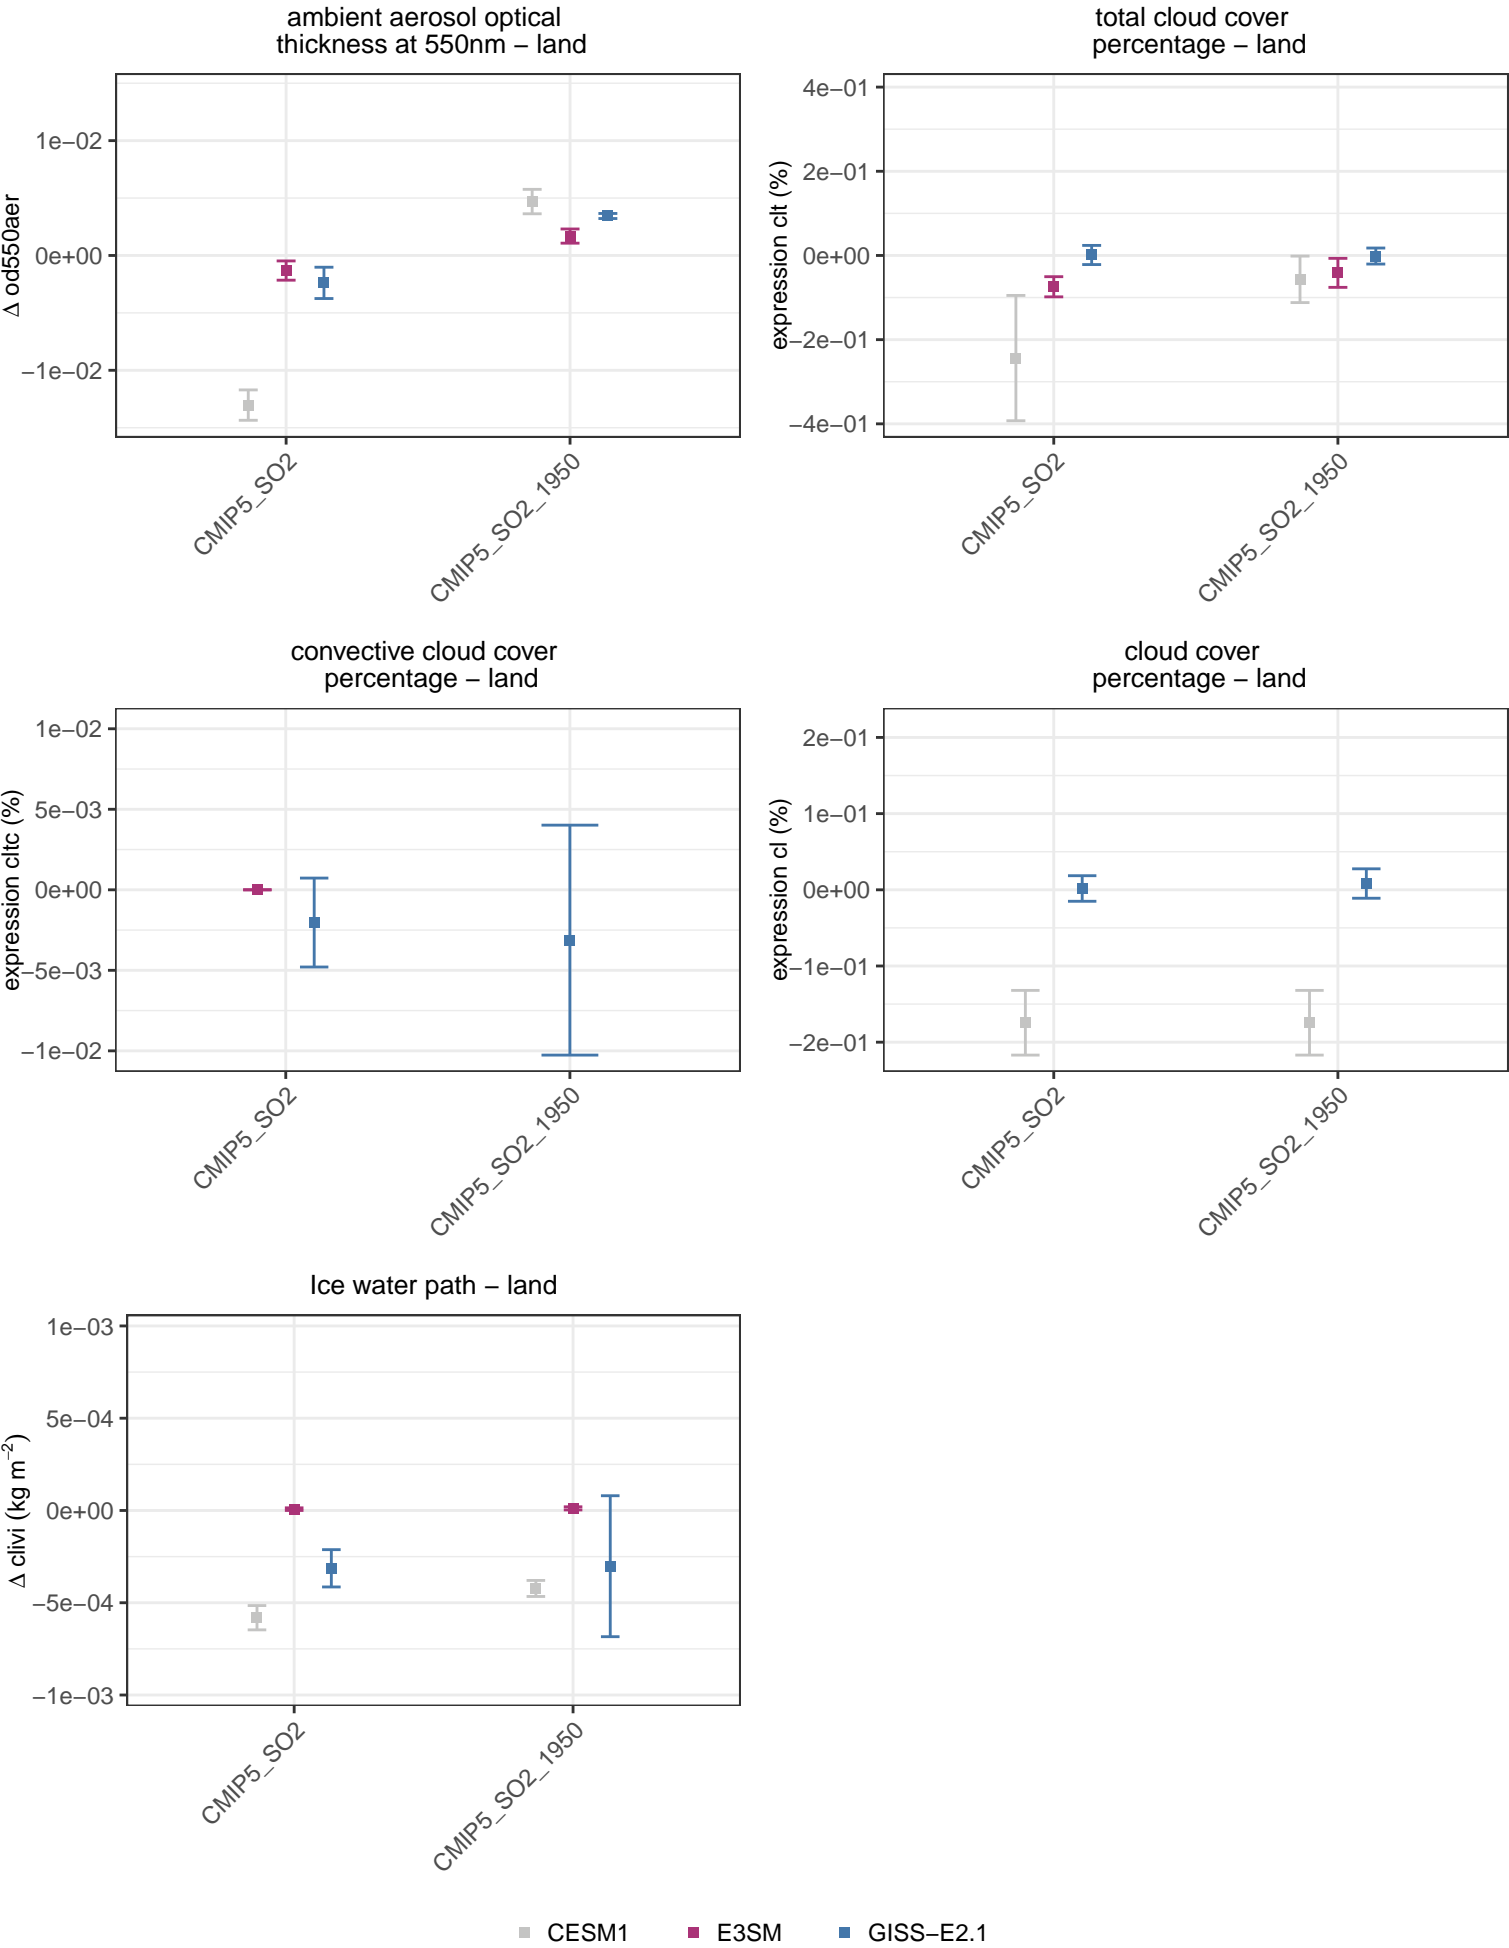 ambient aerosol optical
thickness at 550nm − land
Δ od550aer
1e−02
0e+00
−1e−02
CMIP5_SO2
CMIP5_SO2_1950
total cloud cover
percentage − land
expression clt (%)
4e−01
2e−01
0e+00
−2e−01
−4e−01
CMIP5_SO2
CMIP5_SO2_1950
convective cloud cover
percentage − land
expression cltc (%)
1e−02
5e−03
0e+00
−5e−03
−1e−02
CMIP5_SO2
CMIP5_SO2_1950
cloud cover
percentage − land
expression cl (%)
2e−01
1e−01
0e+00
−1e−01
−2e−01
CMIP5_SO2
CMIP5_SO2_1950
Ice water path − land
Δ clivi (kg m⁻²)
1e−03
5e−04
0e+00
−5e−04
−1e−03
CMIP5_SO2
CMIP5_SO2_1950
CESM1 E3SM GISS−E2.1